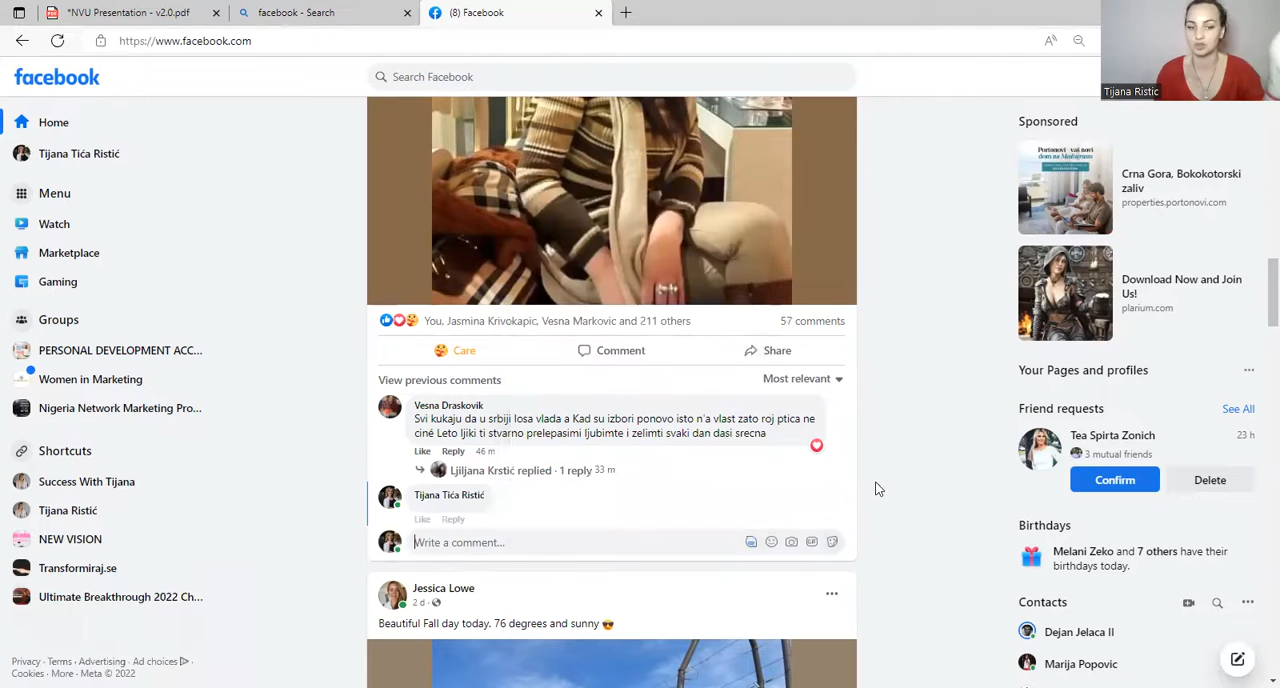 *NVU Presentation - v2.0.pdf
facebook - Search
(8) Facebook
https://www.facebook.com
Tijana Ristic
facebook
Search Facebook
Home
Tijana Tića Ristić
Menu
Watch
Marketplace
Gaming
Groups
PERSONAL DEVELOPMENT ACC...
Women in Marketing
Nigeria Network Marketing Pro...
Shortcuts
Success With Tijana
Tijana Ristić
NEW VISION
Transformiraj.se
Ultimate Breakthrough 2022 Ch...
Privacy · Terms · Advertising · Ad choices ·
Cookies · More · Meta © 2022
You, Jasmina Krivokapic, Vesna Markovic and 211 others
57 comments
Care
Comment
Share
View previous comments
Most relevant
Vesna Draskovik
Svi kukaju da u srbiji losa vlada a Kad su izbori ponovo isto n'a vlast zato roj ptica ne
ciné Leto ljiki ti stvarno prelepasimi ljubimte i zelimti svaki dan dasi srecna
Like Reply 46 m
Ljiljana Krstić replied · 1 reply 33 m
Tijana Tića Ristić
Like Reply
Write a comment...
Jessica Lowe
2 d ·
Beautiful Fall day today. 76 degrees and sunny 😎
Sponsored
Portonovi - vaš novi
dom na Mediteranu
Crna Gora, Bokokotorski
zaliv
properties.portonovi.com
Download Now and Join
Us!
plarium.com
Your Pages and profiles
Friend requests
See All
Tea Spirta Zonich
23 h
3 mutual friends
Confirm
Delete
Birthdays
Melani Zeko and 7 others have their
birthdays today.
Contacts
Dejan Jelaca II
Marija Popovic